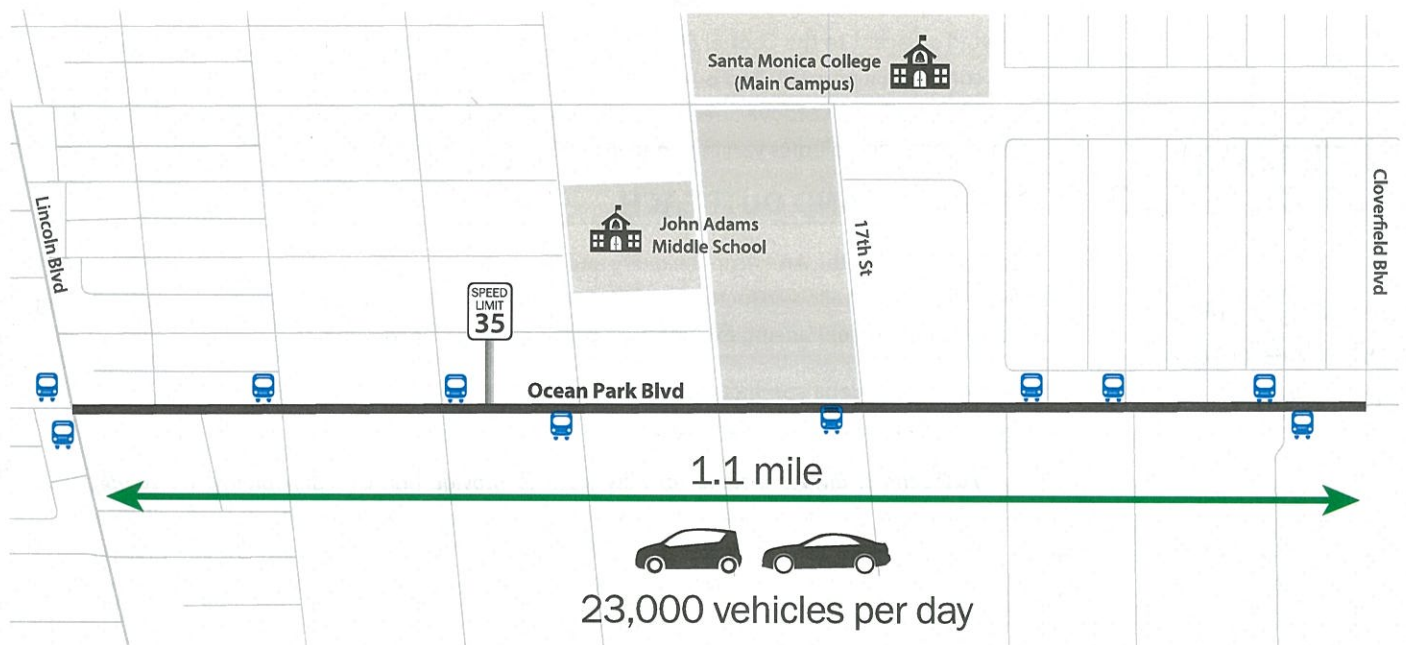 Santa Monica College
(Main Campus)
Lincoln Blvd
John Adams
Middle School
17th St
Cloverfield Blvd
SPEED
LIMIT
35
Ocean Park Blvd
1.1 mile
23,000 vehicles per day